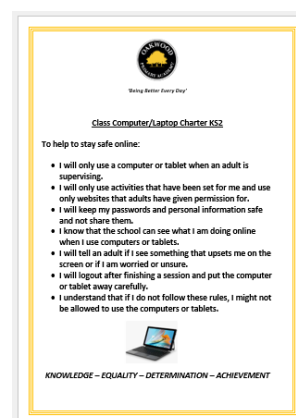 OAKWOOD
PRIMARY ACADEMY
'Being Better Every Day'
Class Computer/Laptop Charter KS2
To help to stay safe online:
• I will only use a computer or tablet when an adult is
supervising.
• I will only use activities that have been set for me and use
only websites that adults have given permission for.
• I will keep my passwords and personal information safe
and not share them.
• I know that the school can see what I am doing online
when I use computers or tablets.
• I will tell an adult if I see something that upsets me on the
screen or if I am worried or unsure.
• I will logout after finishing a session and put the computer
or tablet away carefully.
• I understand that if I do not follow these rules, I might not
be allowed to use the computers or tablets.
KNOWLEDGE – EQUALITY – DETERMINATION – ACHIEVEMENT